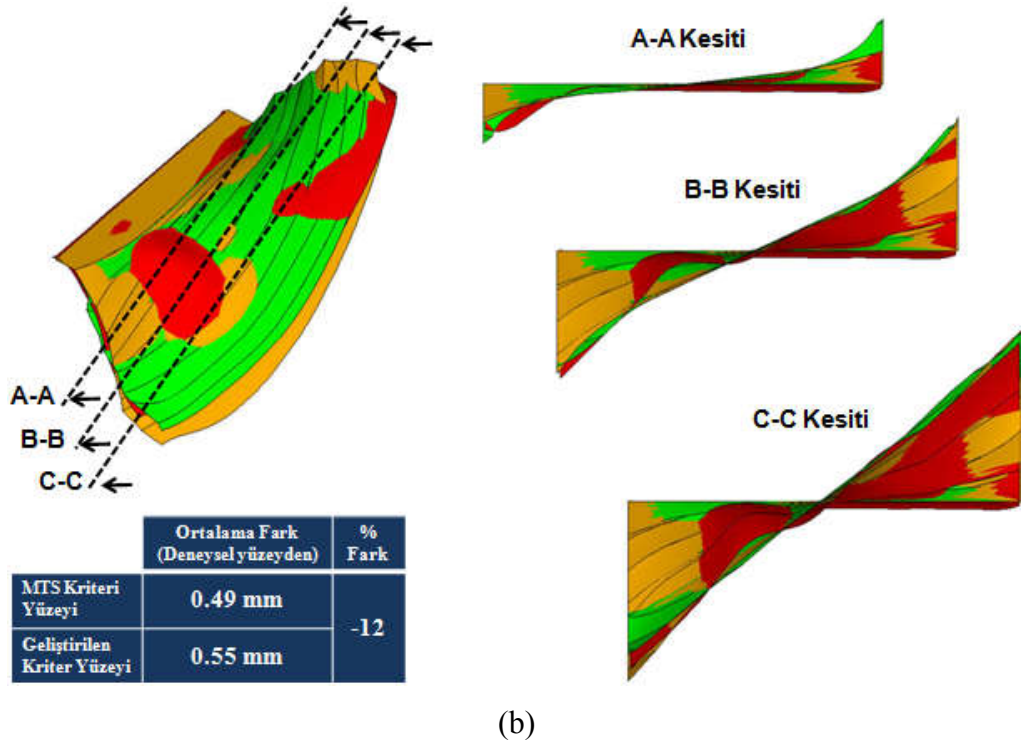 A-A Kesiti
B-B Kesiti
C-C Kesiti
A-A
B-B
C-C
Ortalama Fark
(Deneysel yüzeyden)
%
Fark
MTS Kriteri
Yüzeyi
0.49 mm
-12
Geliştirilen
Kriter Yüzeyi
0.55 mm
(b)